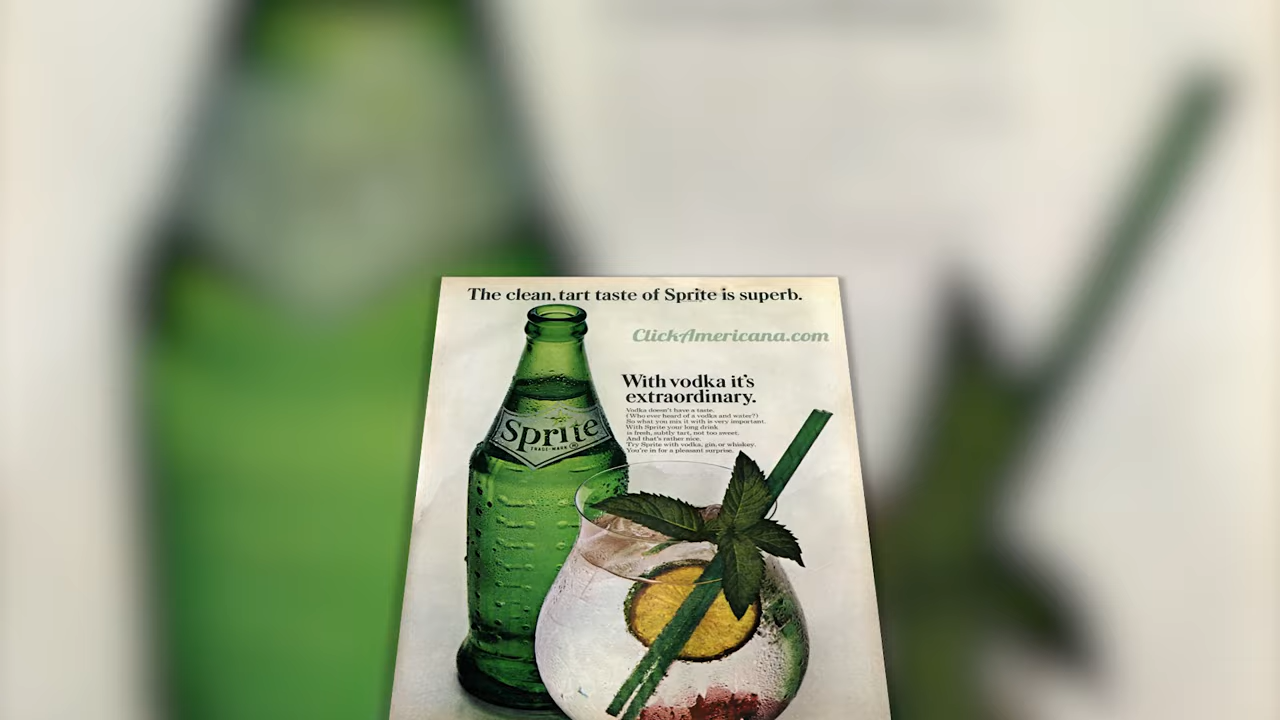 The clean, tart taste of Sprite is superb.
ClickAmericana.com
With vodka it's
extraordinary.
Vodka doesn't have a taste.
(Who ever heard of a vodka and water?)
So what you mix it with is very important.
With Sprite your long drink
is fresh, subtly tart, not too sweet.
And that's rather nice.
Try Sprite with vodka, gin, or whiskey.
You're in for a pleasant surprise.
Sprite
TRADE-MARK ®